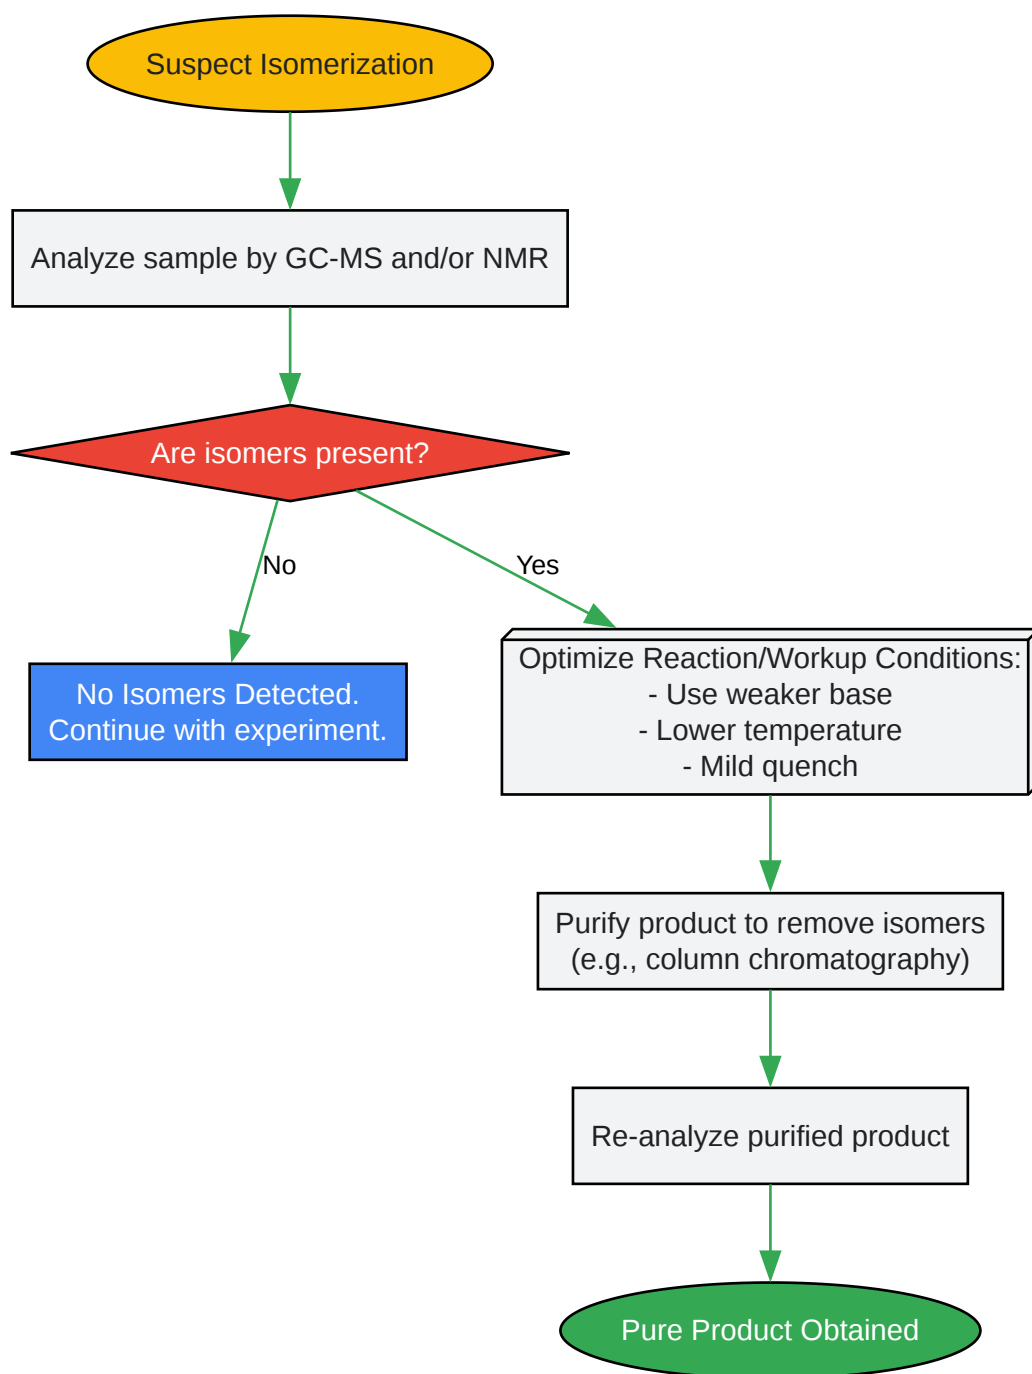 Suspect Isomerization
Analyze sample by GC-MS and/or NMR
Are isomers present?
No
Yes
No Isomers Detected.
Continue with experiment.
Optimize Reaction/Workup Conditions:
- Use weaker base
- Lower temperature
- Mild quench
Purify product to remove isomers
(e.g., column chromatography)
Re-analyze purified product
Pure Product Obtained